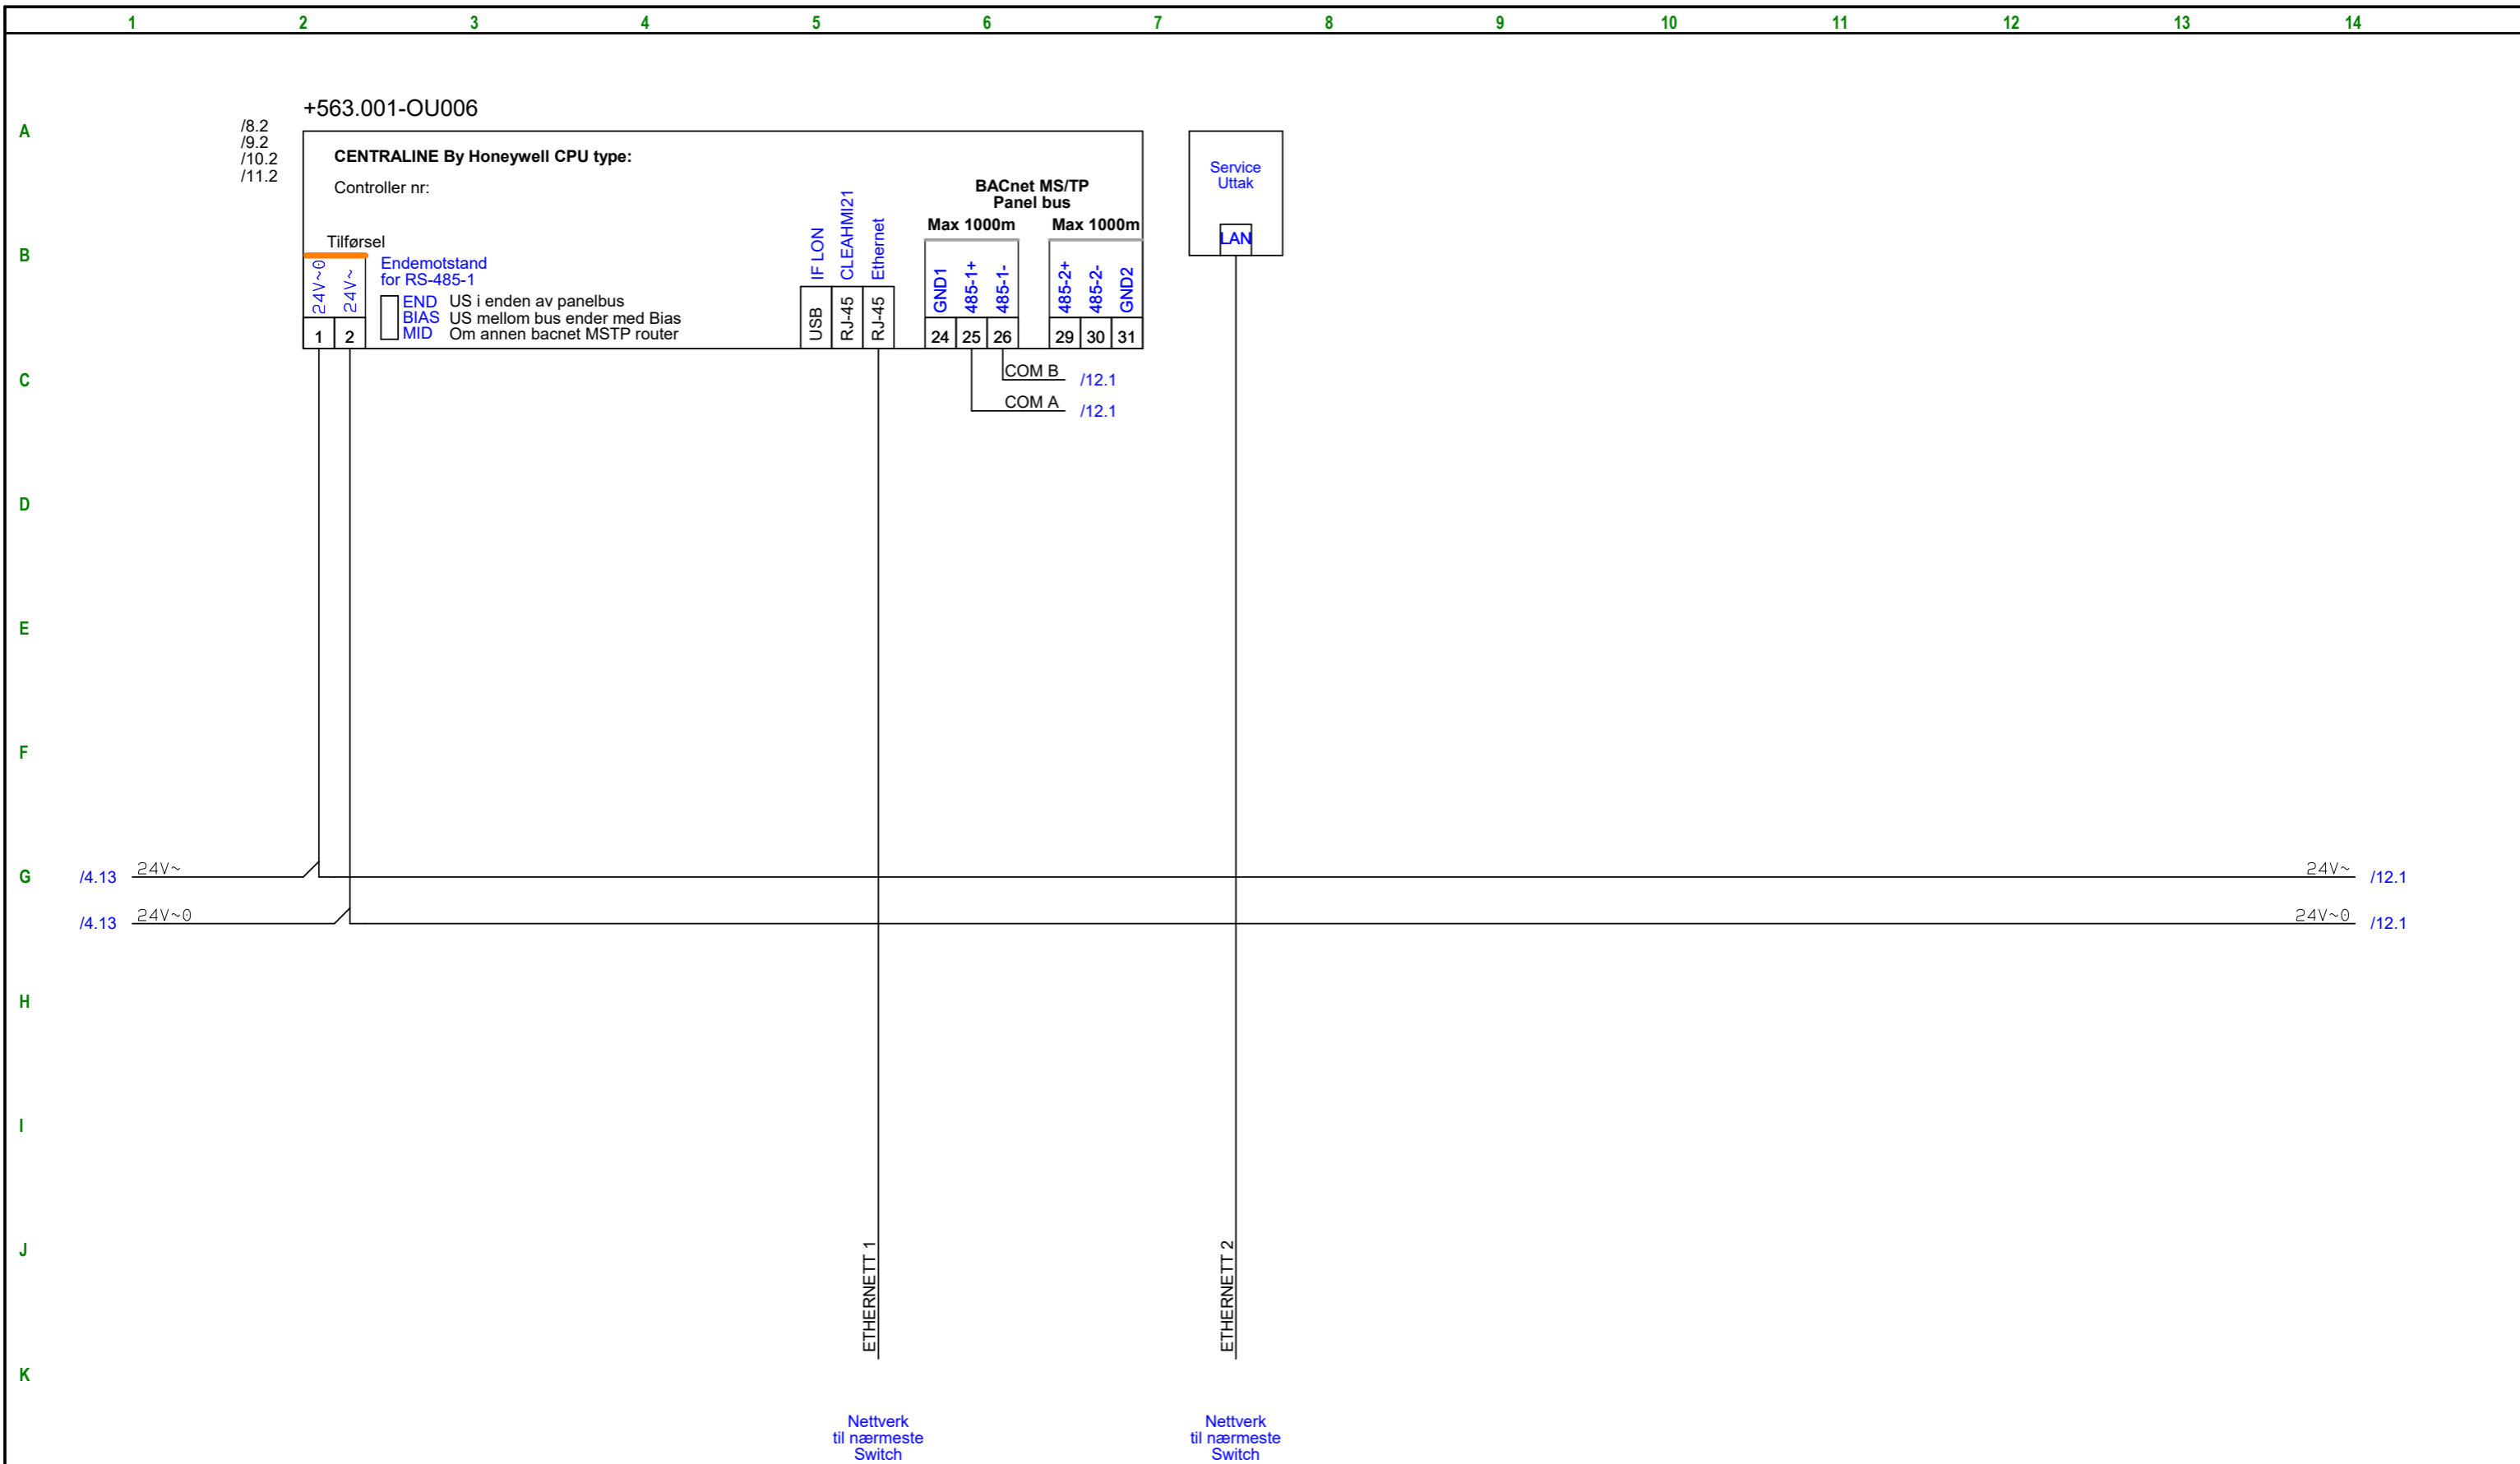 1 2 3 4 5 6 7 8 9 10 11 12 13 14
+563.001-OU006
A
/8.2
/9.2
/10.2
/11.2
CENTRALINE By Honeywell CPU type:
Controller nr:
BACnet MS/TP
Panel bus
Max 1000m Max 1000m
Service
Uttak
LAN
B
Tilførsel
24V~0
24V~
Endemotstand
for RS-485-1
END US i enden av panelbus
BIAS US mellom bus ender med Bias
MID Om annen bacnet MSTP router
IF LON
CLEAHMI21
Ethernet
USB
RJ-45
RJ-45
GND1
485-1+
485-1-
485-2+
485-2-
GND2
1 2 24 25 26 29 30 31
C
COM B /12.1
COM A /12.1
D
E
F
G
/4.13 24V~ 24V~ /12.1
/4.13 24V~0 24V~0 /12.1
H
I
J
ETHERNETT 1
ETHERNETT 2
K
Nettverk
til nærmeste
Switch
Nettverk
til nærmeste
Switch